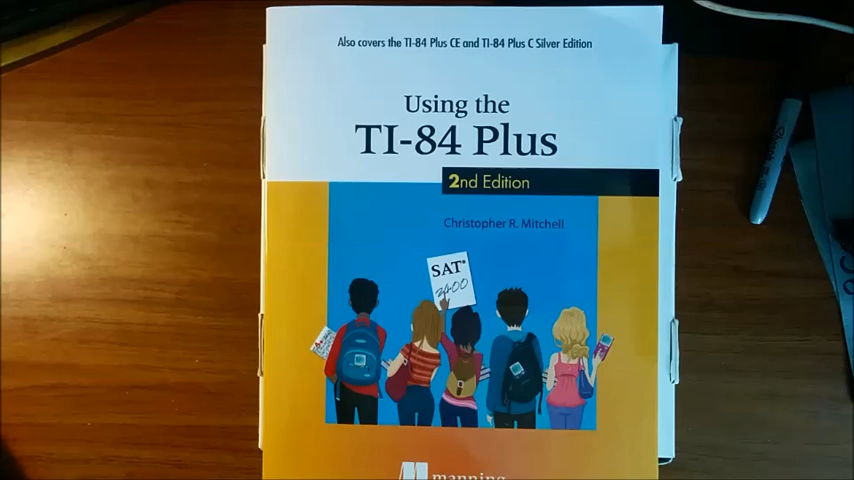 Also covers the TI-84 Plus CE and TI-84 Plus C Silver Edition
Using the
TI-84 Plus
2nd Edition
Christopher R. Mitchell
SAT®
2400
manning